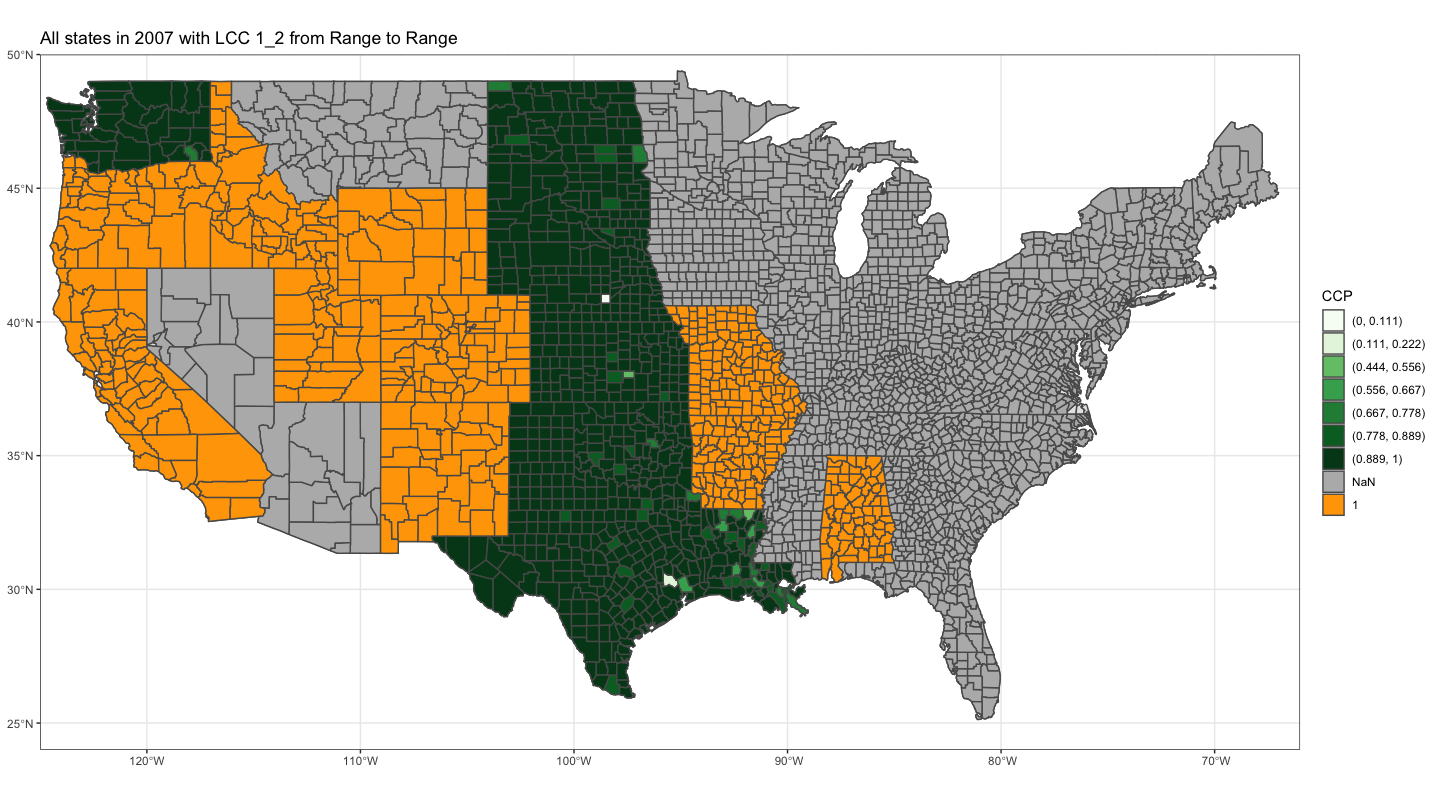 All states in 2007 with LCC 1_2 from Range to Range
50°N
45°N
40°N
35°N
30°N
25°N
120°W
110°W
100°W
90°W
80°W
70°W
CCP
(0, 0.111)
(0.111, 0.222)
(0.444, 0.556)
(0.556, 0.667)
(0.667, 0.778)
(0.778, 0.889)
(0.889, 1)
NaN
1